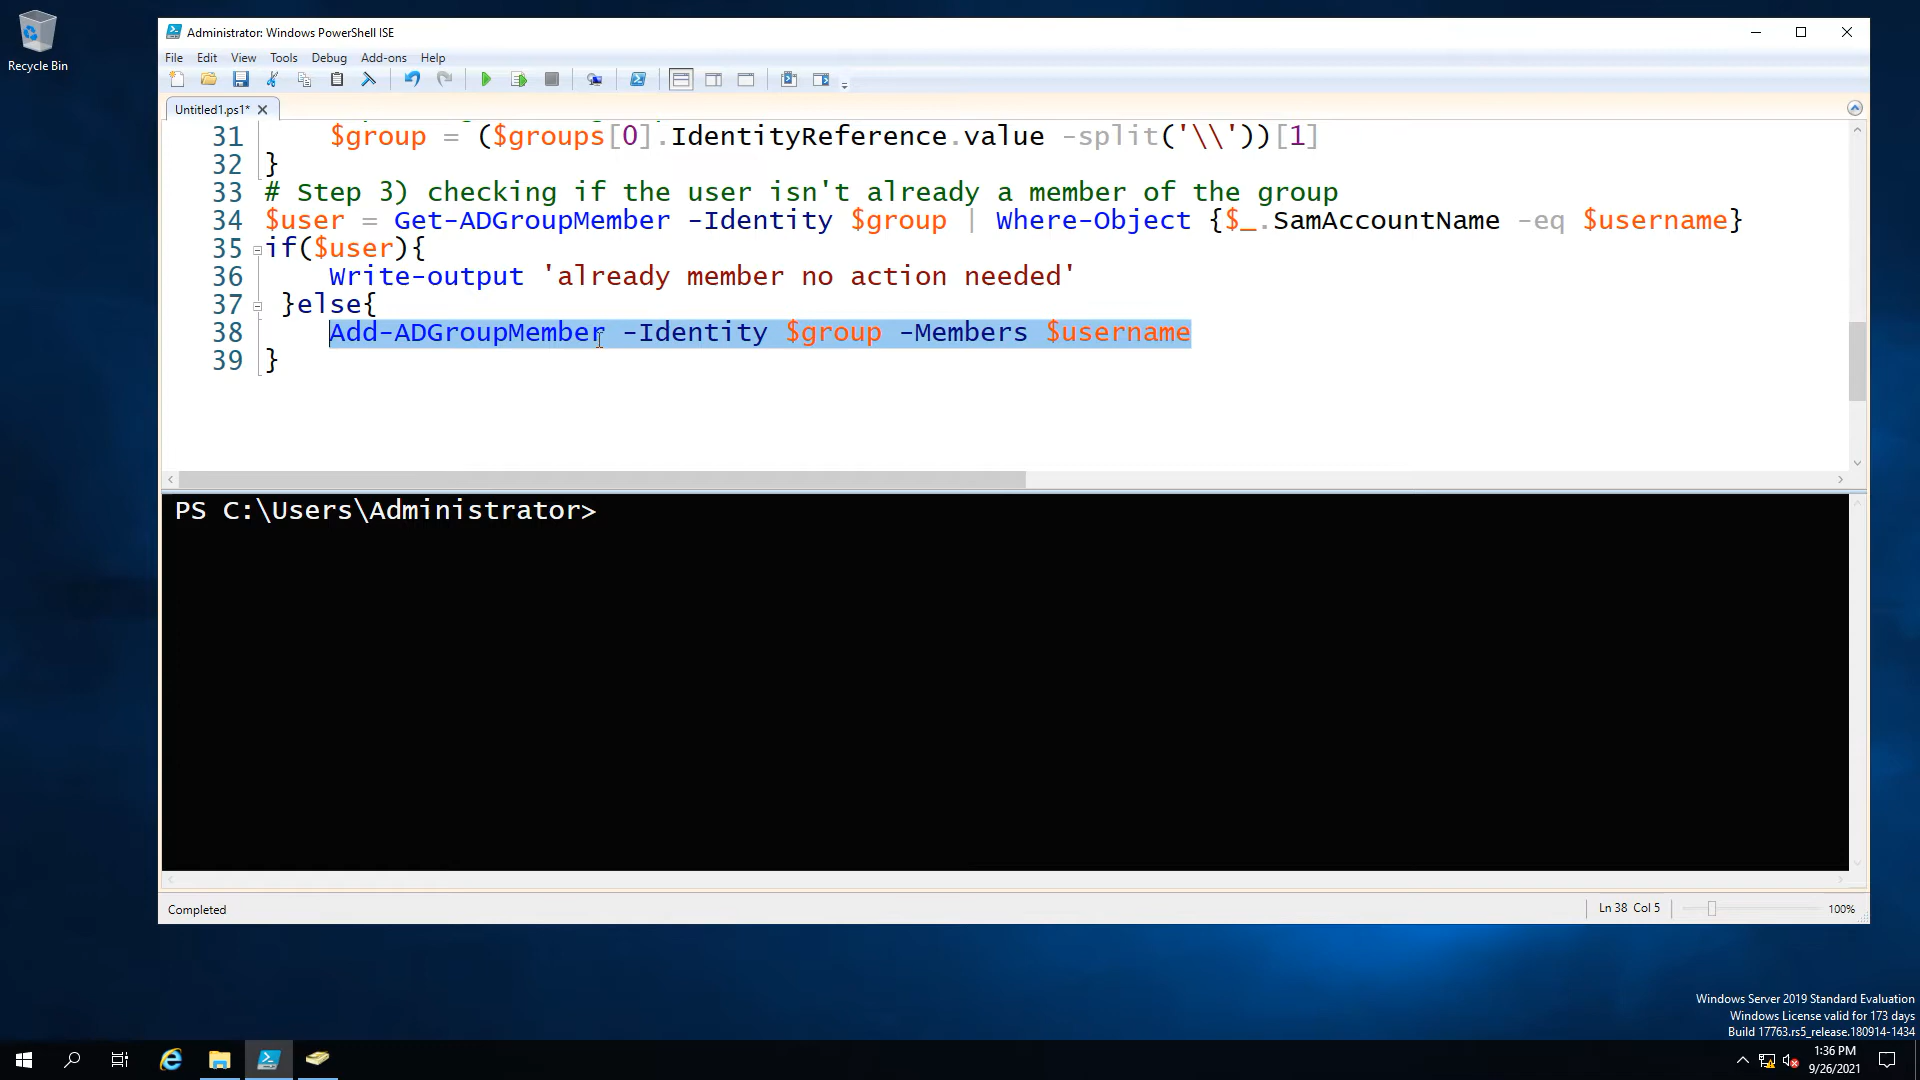 Recycle Bin
Administrator: Windows PowerShell ISE
File Edit View Tools Debug Add-ons Help
Untitled1.ps1*
31 $group = ($groups[0].IdentityReference.value -split('\\'))[1]
32 }
33 # Step 3) checking if the user isn't already a member of the group
34 $user = Get-ADGroupMember -Identity $group | Where-Object {$_.SamAccountName -eq $username}
35 if($user){
36 Write-output 'already member no action needed'
37 }else{
38 Add-ADGroupMember -Identity $group -Members $username
39 }
PS C:\Users\Administrator>
Completed
Ln 38 Col 5
100%
Windows Server 2019 Standard Evaluation
Windows License valid for 173 days
Build 17763.rs5_release.180914-1434
1:36 PM
9/26/2021